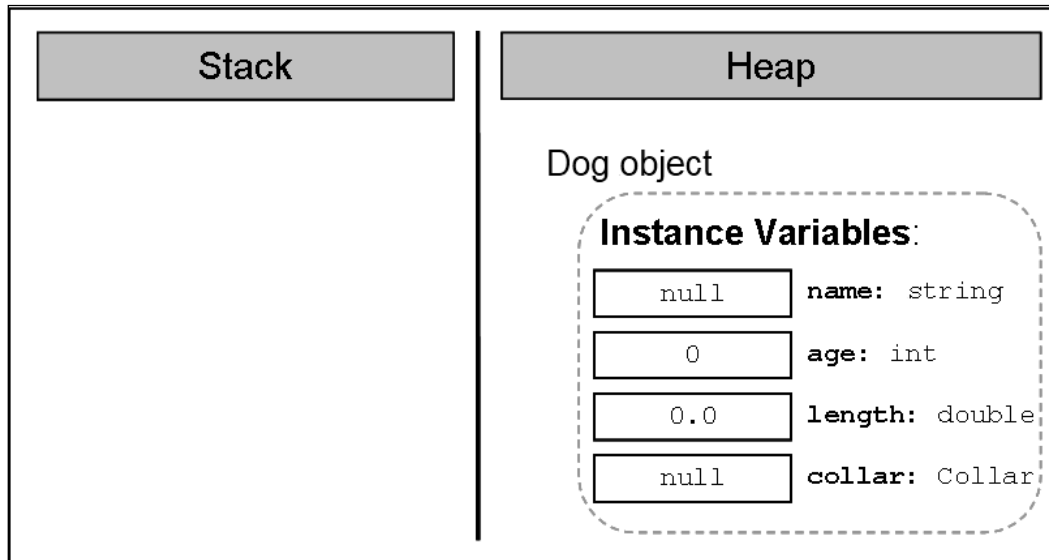 Stack
Heap
Dog object
Instance Variables:
null name: string
0 age: int
0.0 length: double
null collar: Collar